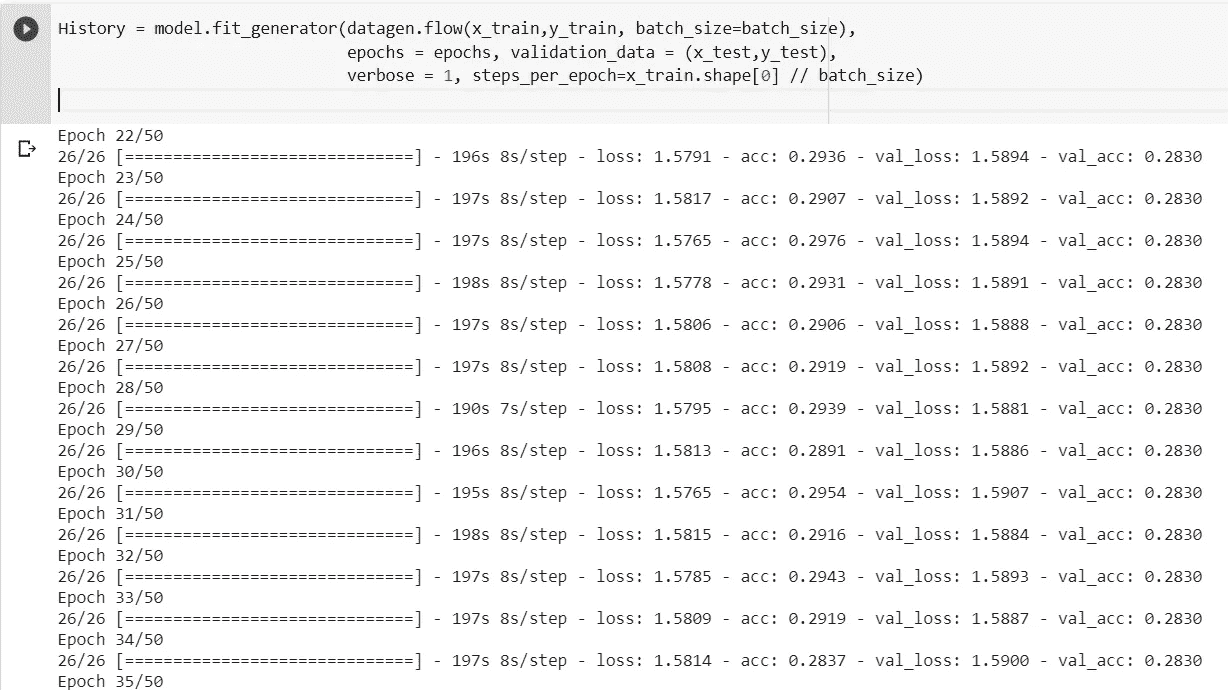 History = model.fit_generator(datagen.flow(x_train,y_train, batch_size=batch_size),
epochs = epochs, validation_data = (x_test,y_test),
verbose = 1, steps_per_epoch=x_train.shape[0] // batch_size)
Epoch 22/50
26/26 [==============================] - 196s 8s/step - loss: 1.5791 - acc: 0.2936 - val_loss: 1.5894 - val_acc: 0.2830
Epoch 23/50
26/26 [==============================] - 197s 8s/step - loss: 1.5817 - acc: 0.2907 - val_loss: 1.5892 - val_acc: 0.2830
Epoch 24/50
26/26 [==============================] - 197s 8s/step - loss: 1.5765 - acc: 0.2976 - val_loss: 1.5894 - val_acc: 0.2830
Epoch 25/50
26/26 [==============================] - 198s 8s/step - loss: 1.5778 - acc: 0.2931 - val_loss: 1.5891 - val_acc: 0.2830
Epoch 26/50
26/26 [==============================] - 197s 8s/step - loss: 1.5806 - acc: 0.2906 - val_loss: 1.5888 - val_acc: 0.2830
Epoch 27/50
26/26 [==============================] - 197s 8s/step - loss: 1.5808 - acc: 0.2919 - val_loss: 1.5892 - val_acc: 0.2830
Epoch 28/50
26/26 [==============================] - 190s 7s/step - loss: 1.5795 - acc: 0.2939 - val_loss: 1.5881 - val_acc: 0.2830
Epoch 29/50
26/26 [==============================] - 196s 8s/step - loss: 1.5813 - acc: 0.2891 - val_loss: 1.5886 - val_acc: 0.2830
Epoch 30/50
26/26 [==============================] - 195s 8s/step - loss: 1.5765 - acc: 0.2954 - val_loss: 1.5907 - val_acc: 0.2830
Epoch 31/50
26/26 [==============================] - 198s 8s/step - loss: 1.5815 - acc: 0.2916 - val_loss: 1.5884 - val_acc: 0.2830
Epoch 32/50
26/26 [==============================] - 197s 8s/step - loss: 1.5785 - acc: 0.2943 - val_loss: 1.5893 - val_acc: 0.2830
Epoch 33/50
26/26 [==============================] - 197s 8s/step - loss: 1.5809 - acc: 0.2919 - val_loss: 1.5887 - val_acc: 0.2830
Epoch 34/50
26/26 [==============================] - 197s 8s/step - loss: 1.5814 - acc: 0.2837 - val_loss: 1.5900 - val_acc: 0.2830
Epoch 35/50